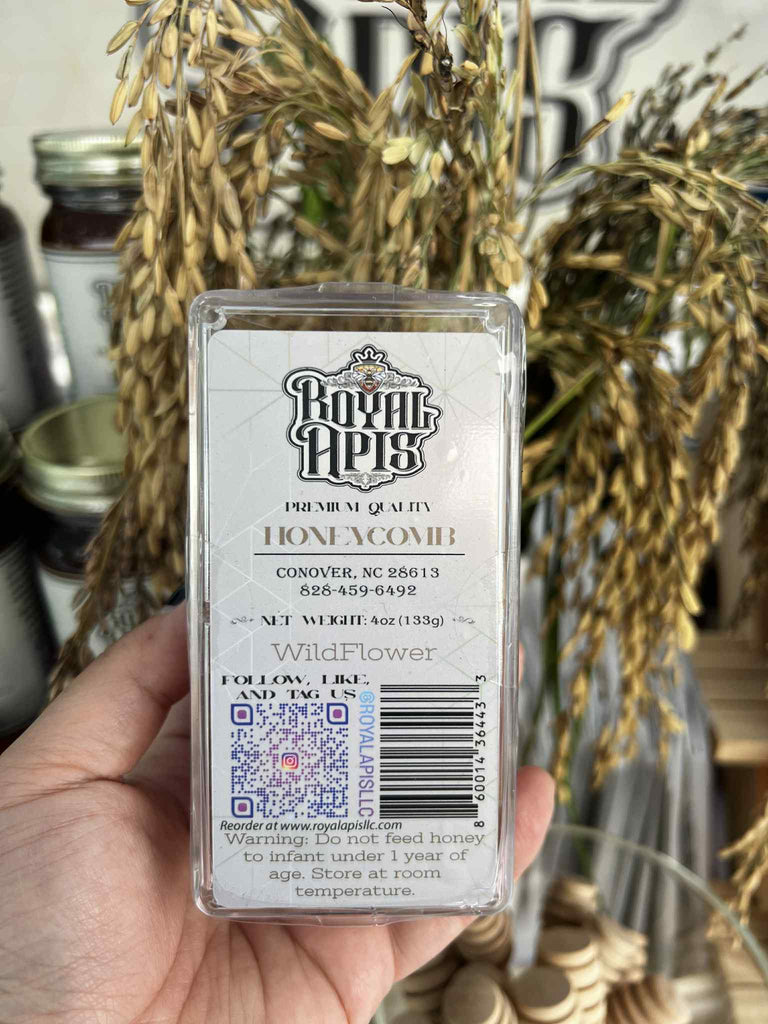 ROYAL
APIS
PREMIUM QUALITY
HONEYCOMB
CONOVER, NC 28613
828-459-6492
NET WEIGHT: 4oz (133g)
WildFlower
FOLLOW, LIKE,
AND TAG US
@ROYALAPISLLC
8 60014 36443 3
Reorder at www.royalapisllc.com
Warning: Do not feed honey
to infant under 1 year of
age. Store at room
temperature.